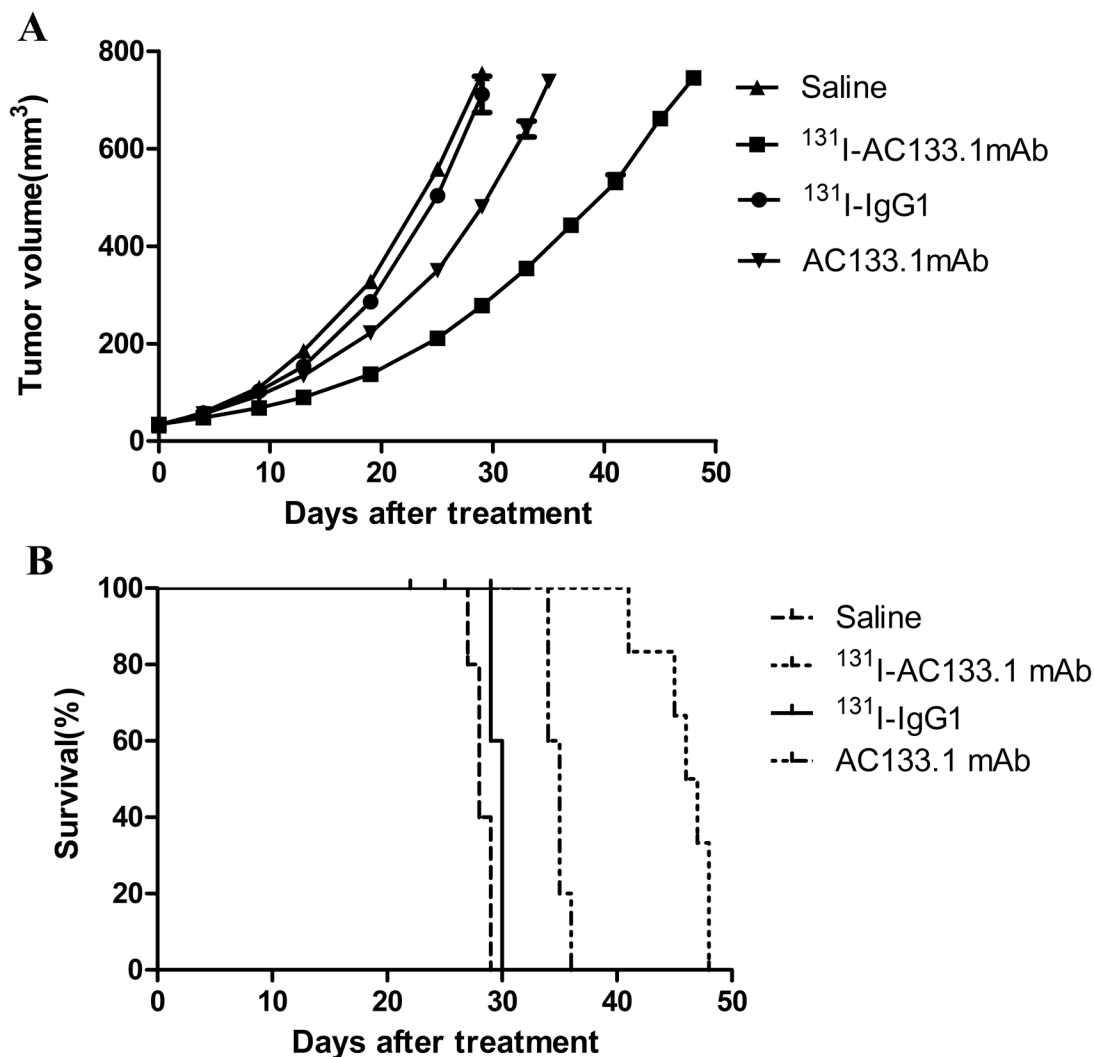 A
800
600
400
200
0
Tumor volume(mm³)
0 10 20 30 40 50
Days after treatment
Saline
¹³¹I-AC133.1mAb
¹³¹I-IgG1
AC133.1mAb
B
100
80
60
40
20
0
Survival(%)
0 10 20 30 40 50
Days after treatment
Saline
¹³¹I-AC133.1 mAb
¹³¹I-IgG1
AC133.1 mAb